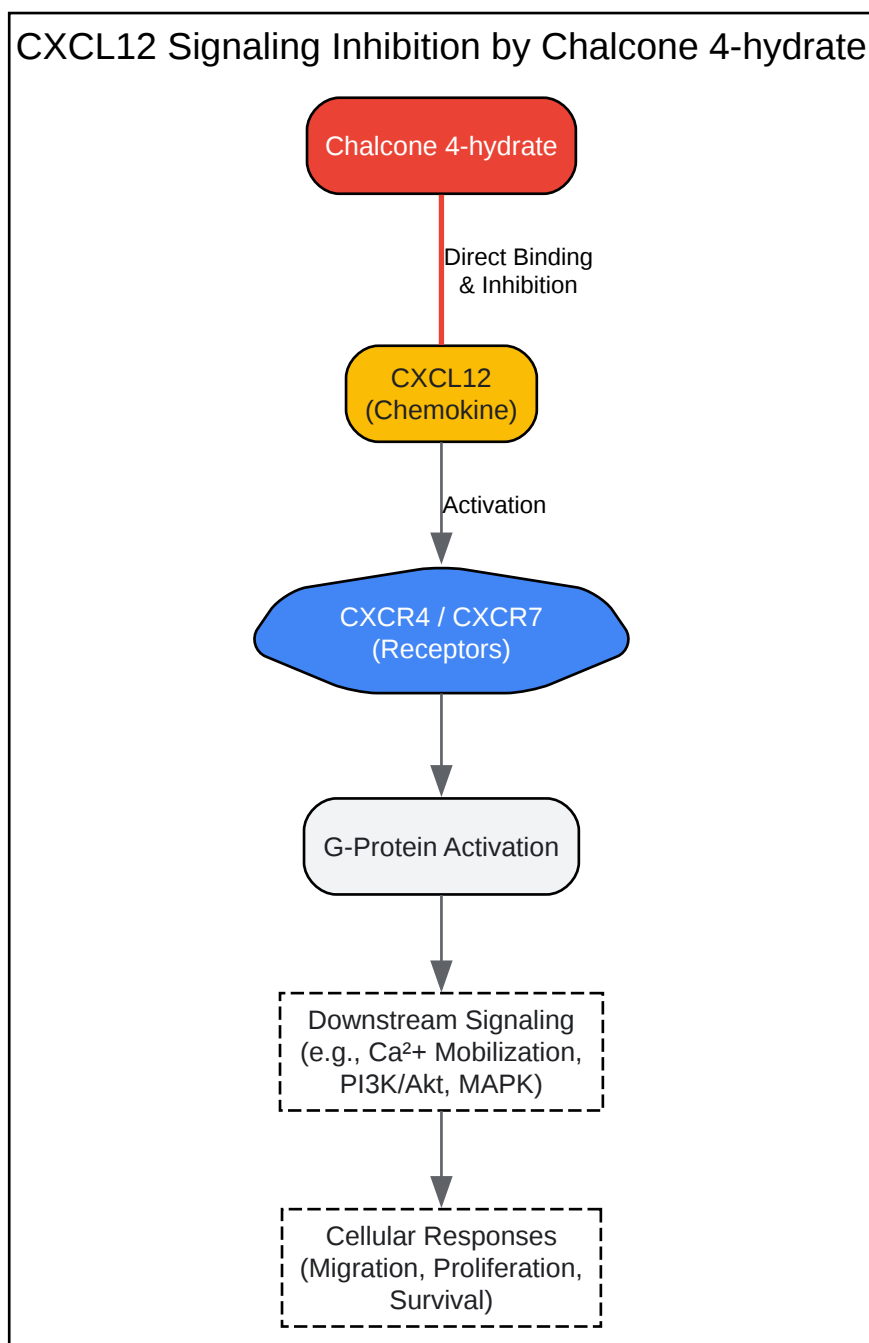 CXCL12 Signaling Inhibition by Chalcone 4-hydrate
Chalcone 4-hydrate
Direct Binding
& Inhibition
CXCL12
(Chemokine)
Activation
CXCR4 / CXCR7
(Receptors)
G-Protein Activation
Downstream Signaling
(e.g., Ca²+ Mobilization,
PI3K/Akt, MAPK)
Cellular Responses
(Migration, Proliferation,
Survival)